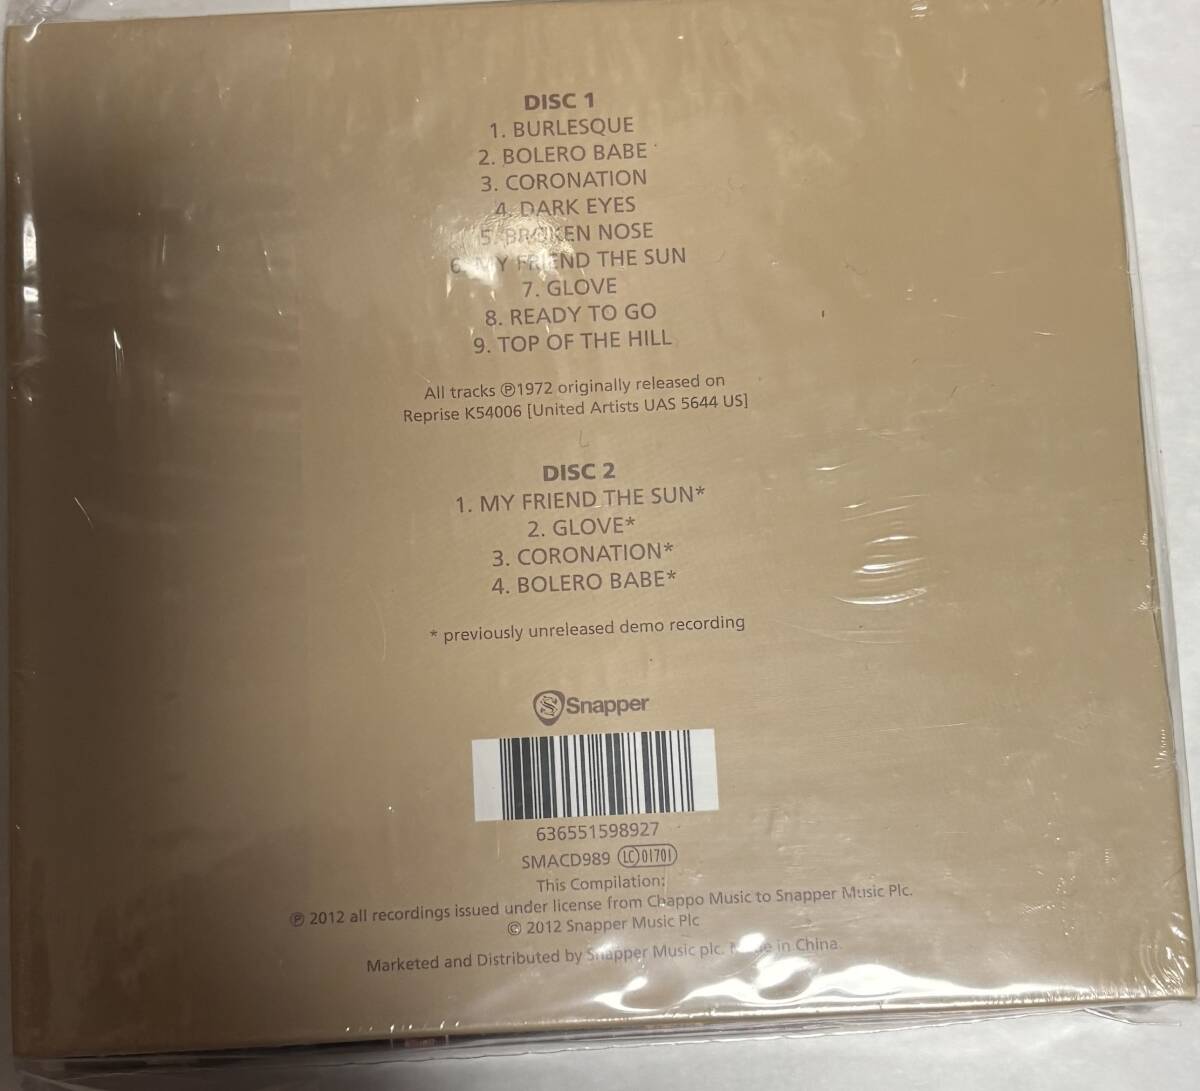 DISC 1
1. BURLESQUE
2. BOLERO BABE
3. CORONATION
4. DARK EYES
5. BROKEN NOSE
6. MY FRIEND THE SUN
7. GLOVE
8. READY TO GO
9. TOP OF THE HILL
All tracks ℗1972 originally released on
Reprise K54006 [United Artists UAS 5644 US]
DISC 2
1. MY FRIEND THE SUN*
2. GLOVE*
3. CORONATION*
4. BOLERO BABE*
* previously unreleased demo recording
Snapper
636551598927
SMACD989 LC 01701
This Compilation:
℗ 2012 all recordings issued under license from Chappo Music to Snapper Music Plc.
© 2012 Snapper Music Plc
Marketed and Distributed by Snapper Music plc. Made in China.